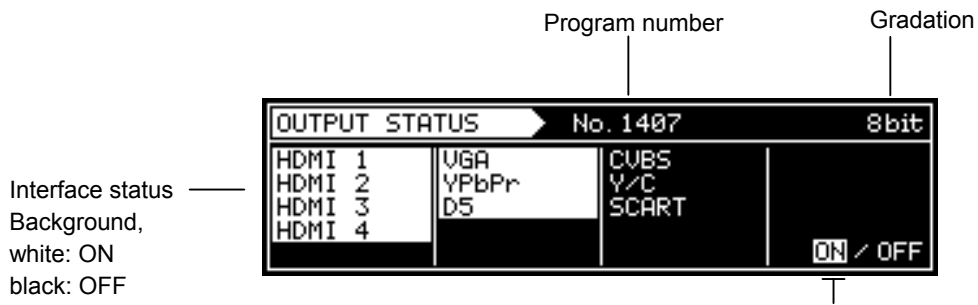 Program number
Gradation
OUTPUT STATUS No. 1407 8bit
HDMI 1 VGA CVBS
HDMI 2 YPbPr Y/C
HDMI 3 D5 SCART
HDMI 4
ON / OFF
Interface status
Background,
white: ON
black: OFF